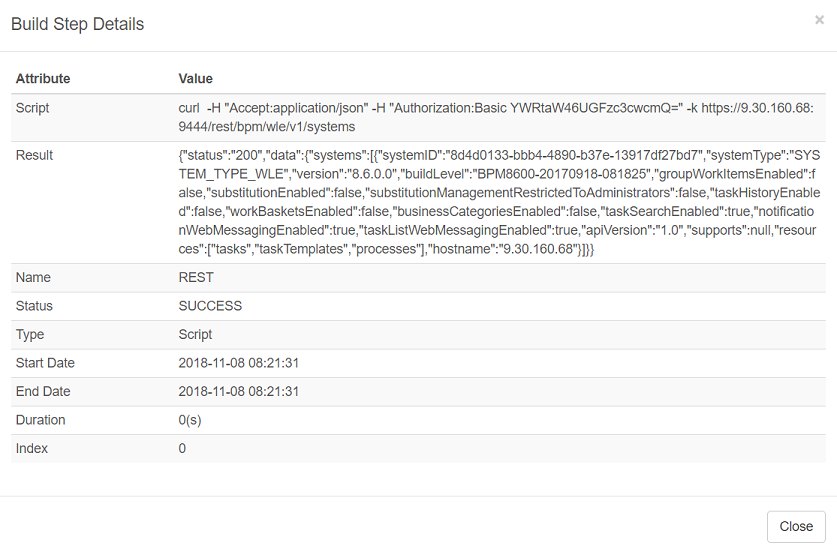 Build Step Details
×
Attribute Value
Script curl -H "Accept:application/json" -H "Authorization:Basic YWRtaW46UGFzc3cwcmQ=" -k https://9.30.160.68:
9444/rest/bpm/wle/v1/systems
Result {"status":"200","data":{"systems":[{"systemID":"8d4d0133-bbb4-4890-b37e-13917df27bd7","systemType":"SYS
TEM_TYPE_WLE","version":"8.6.0.0","buildLevel":"BPM8600-20170918-081825","groupWorkItemsEnabled":f
alse,"substitutionEnabled":false,"substitutionManagementRestrictedToAdministrators":false,"taskHistoryEnable
d":false,"workBasketsEnabled":false,"businessCategoriesEnabled":false,"taskSearchEnabled":true,"notificatio
nWebMessagingEnabled":true,"taskListWebMessagingEnabled":true,"apiVersion":"1.0","supports":null,"resour
ces":["tasks","taskTemplates","processes"],"hostname":"9.30.160.68"}]}}
Name REST
Status SUCCESS
Type Script
Start Date 2018-11-08 08:21:31
End Date 2018-11-08 08:21:31
Duration 0(s)
Index 0
Close